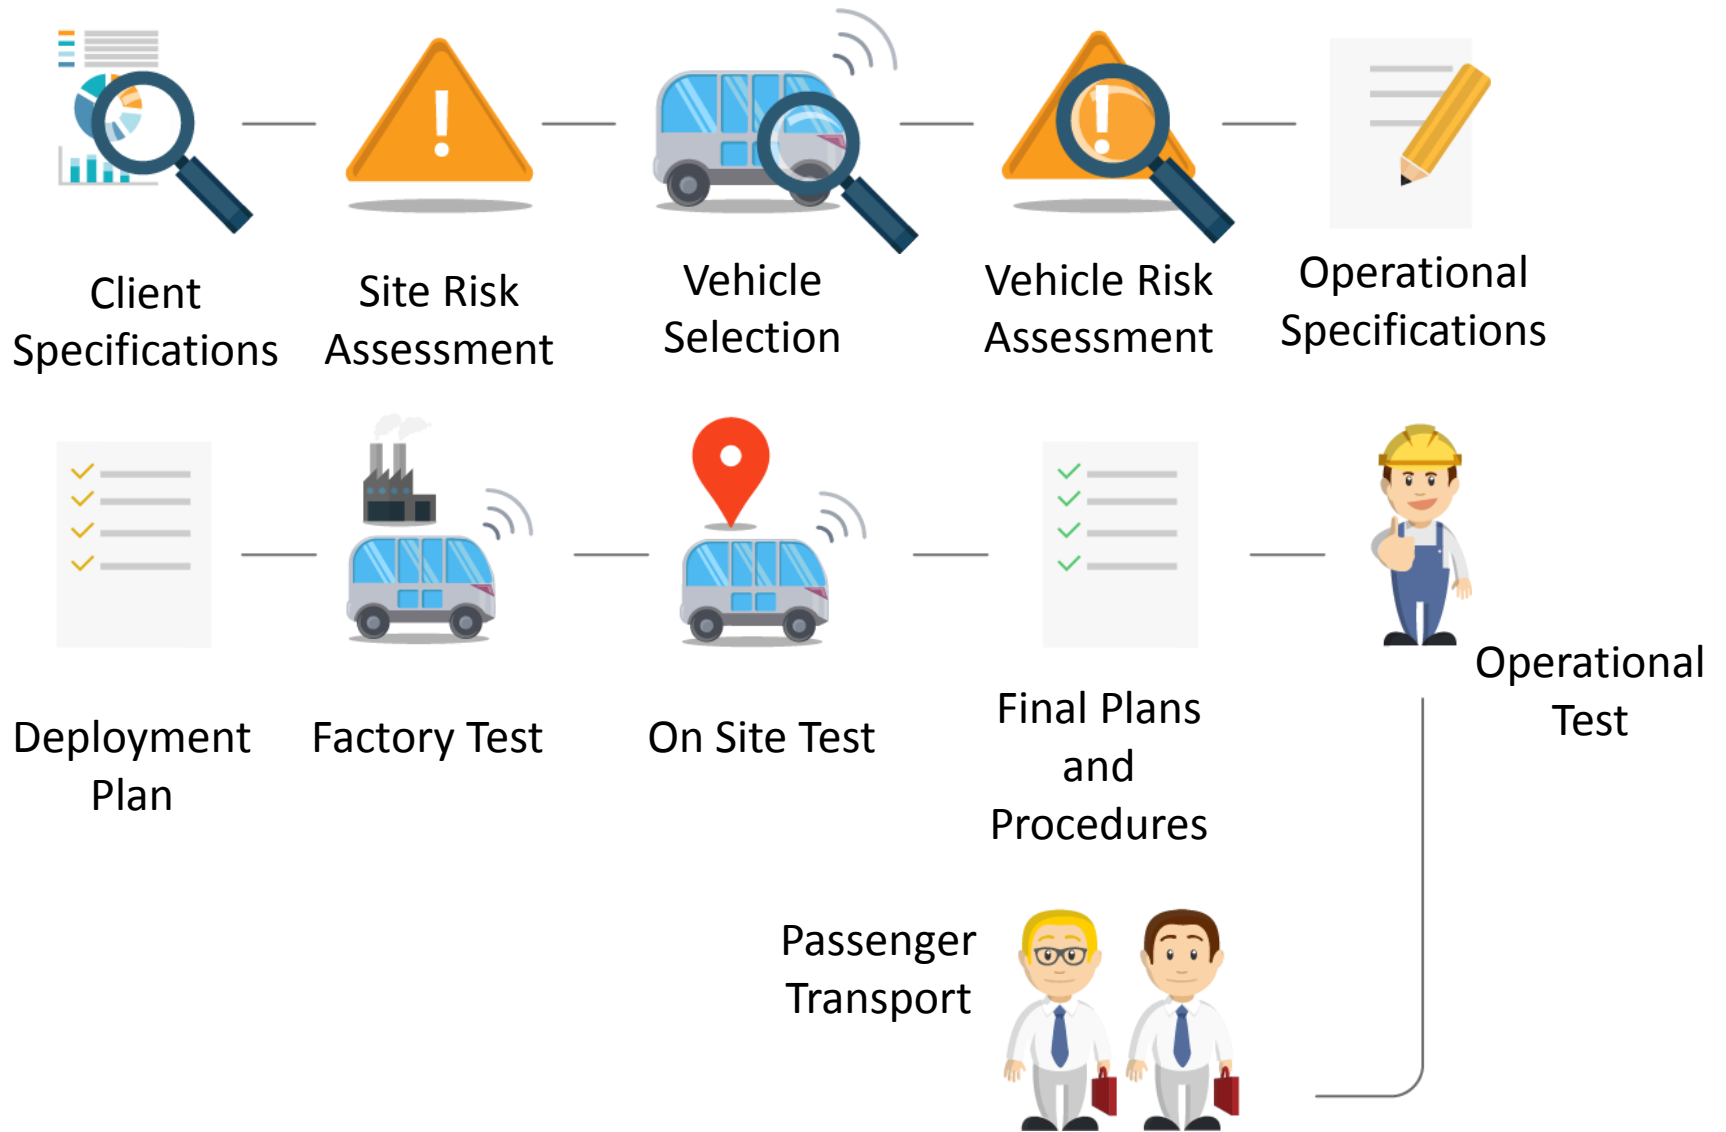 Client
Specifications
Site Risk
Assessment
Vehicle
Selection
Vehicle Risk
Assessment
Operational
Specifications
Deployment
Plan
Factory Test
On Site Test
Final Plans
and
Procedures
Operational
Test
Passenger
Transport